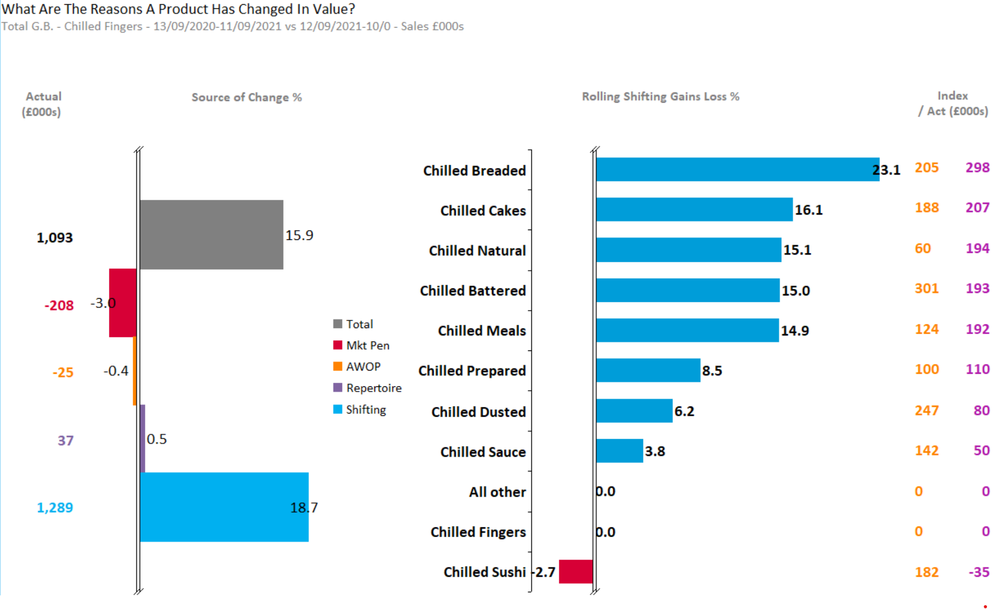 What Are The Reasons A Product Has Changed In Value?
Total G.B. - Chilled Fingers - 13/09/2020-11/09/2021 vs 12/09/2021-10/0 - Sales £000s
Actual
(£000s)
Source of Change %
1,093
15.9
-208
-3.0
-25
-0.4
37
0.5
1,289
18.7
Total
Mkt Pen
AWOP
Repertoire
Shifting
Rolling Shifting Gains Loss %
Index
/ Act (£000s)
Chilled Breaded 23.1 205 298
Chilled Cakes 16.1 188 207
Chilled Natural 15.1 60 194
Chilled Battered 15.0 301 193
Chilled Meals 14.9 124 192
Chilled Prepared 8.5 100 110
Chilled Dusted 6.2 247 80
Chilled Sauce 3.8 142 50
All other 0.0 0 0
Chilled Fingers 0.0 0 0
Chilled Sushi -2.7 182 -35